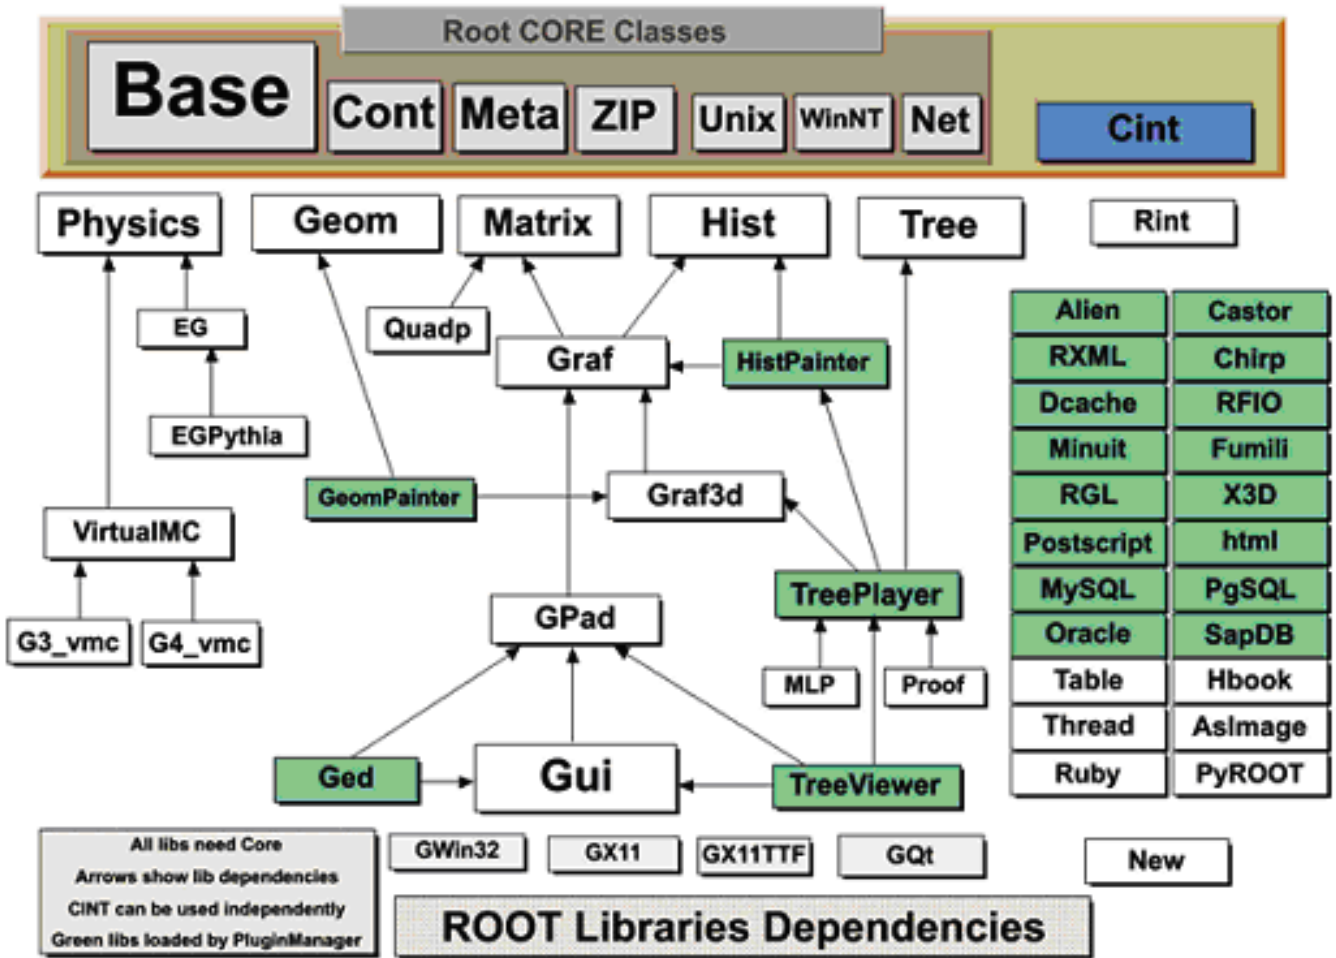 Root CORE Classes
Base
Cont
Meta
ZIP
Unix
WinNT
Net
Cint
Physics
Geom
Matrix
Hist
Tree
Rint
EG
Quadp
Graf
HistPainter
EGPythia
GeomPainter
Graf3d
VirtualMC
TreePlayer
GPad
G3_vmc
G4_vmc
MLP
Proof
Ged
Gui
TreeViewer
Alien
Castor
RXML
Chirp
Dcache
RFIO
Minuit
Fumili
RGL
X3D
Postscript
html
MySQL
PgSQL
Oracle
SapDB
Table
Hbook
Thread
AsImage
Ruby
PyROOT
All libs need Core
Arrows show lib dependencies
CINT can be used independently
Green libs loaded by PluginManager
GWin32
GX11
GX11TTF
GQt
New
ROOT Libraries Dependencies